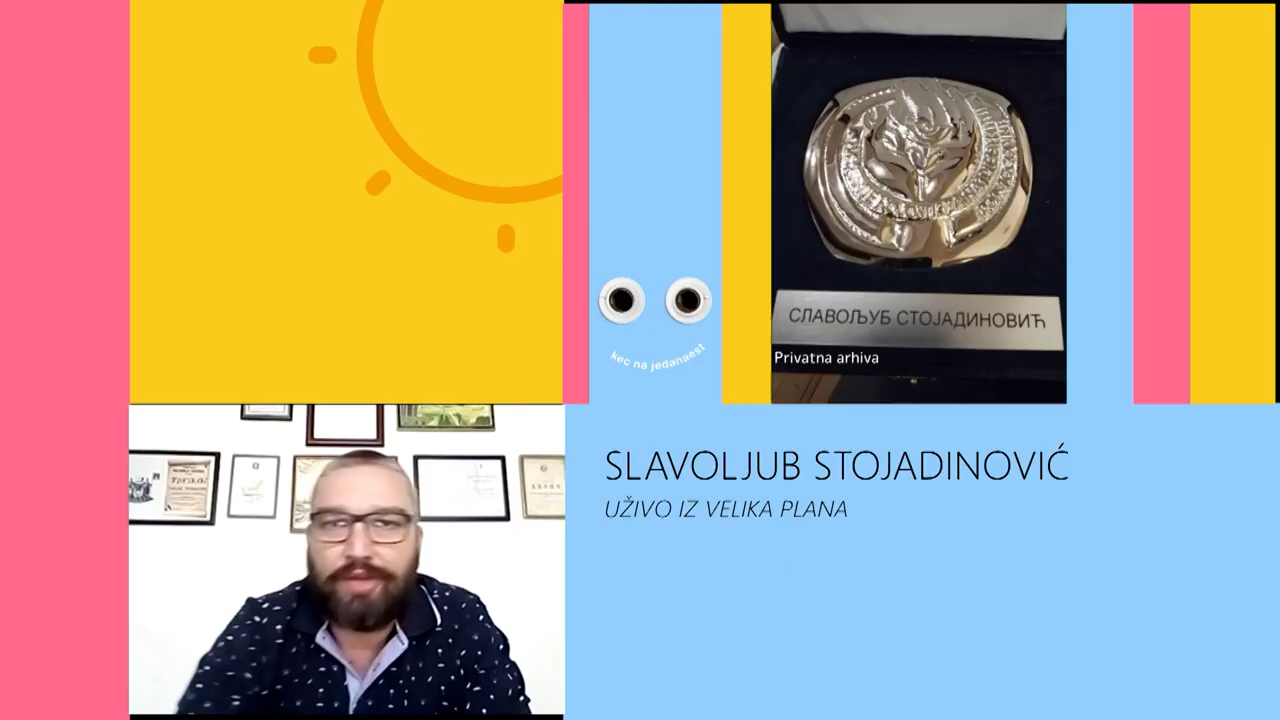 СЛАВОЉУБ СТОЈАДИНОВИЋ
Privatna arhiva
kec na jedanaest
SLAVOLJUB STOJADINOVIĆ
UŽIVO IZ VELIKA PLANA